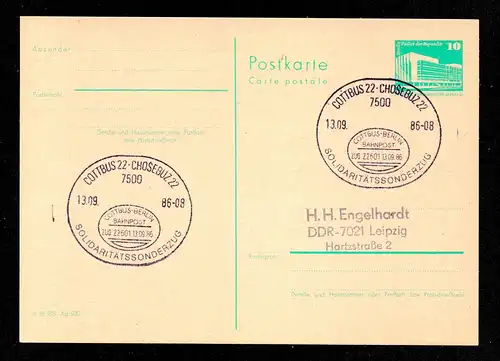 Absender:
Postkarte
Carte postale
Palast der Republik
10
COTTBUS 22 - CHOSEBUZ 22
7500
13.09. 86-08
COTTBUS-BERLIN
BAHNPOST
ZUG 22601 13.09.86
SOLIDARITÄTSSONDERZUG
COTTBUS 22 - CHOSEBUZ 22
7500
13.09. 86-08
COTTBUS-BERLIN
BAHNPOST
ZUG 22601 13.09.86
SOLIDARITÄTSSONDERZUG
H. H. Engelhardt
DDR-7021 Leipzig
Harbstraße 2